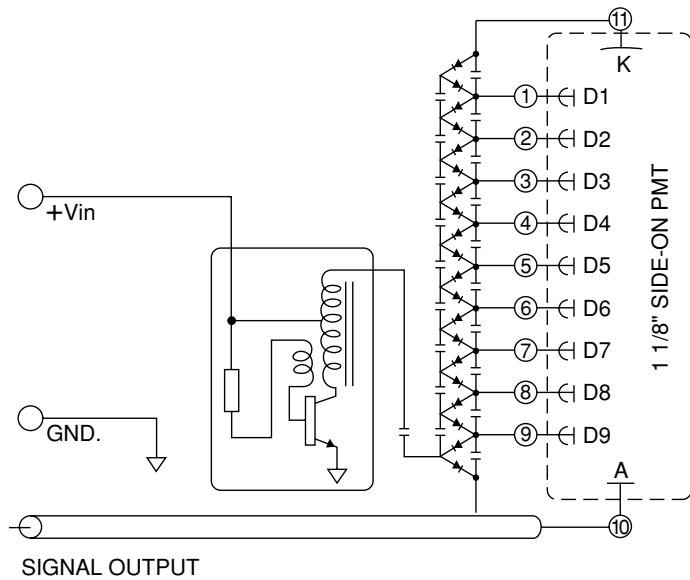 11
K
1 D1
2 D2
3 D3
4 D4
5 D5
6 D6
7 D7
8 D8
9 D9
1 1/8" SIDE-ON PMT
+Vin
GND.
A
10
SIGNAL OUTPUT